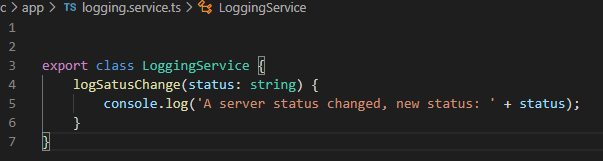 c > app > TS logging.service.ts > LoggingService
1
2
3 export class LoggingService {
4 logSatusChange(status: string) {
5 console.log('A server status changed, new status: ' + status);
6 }
7 }